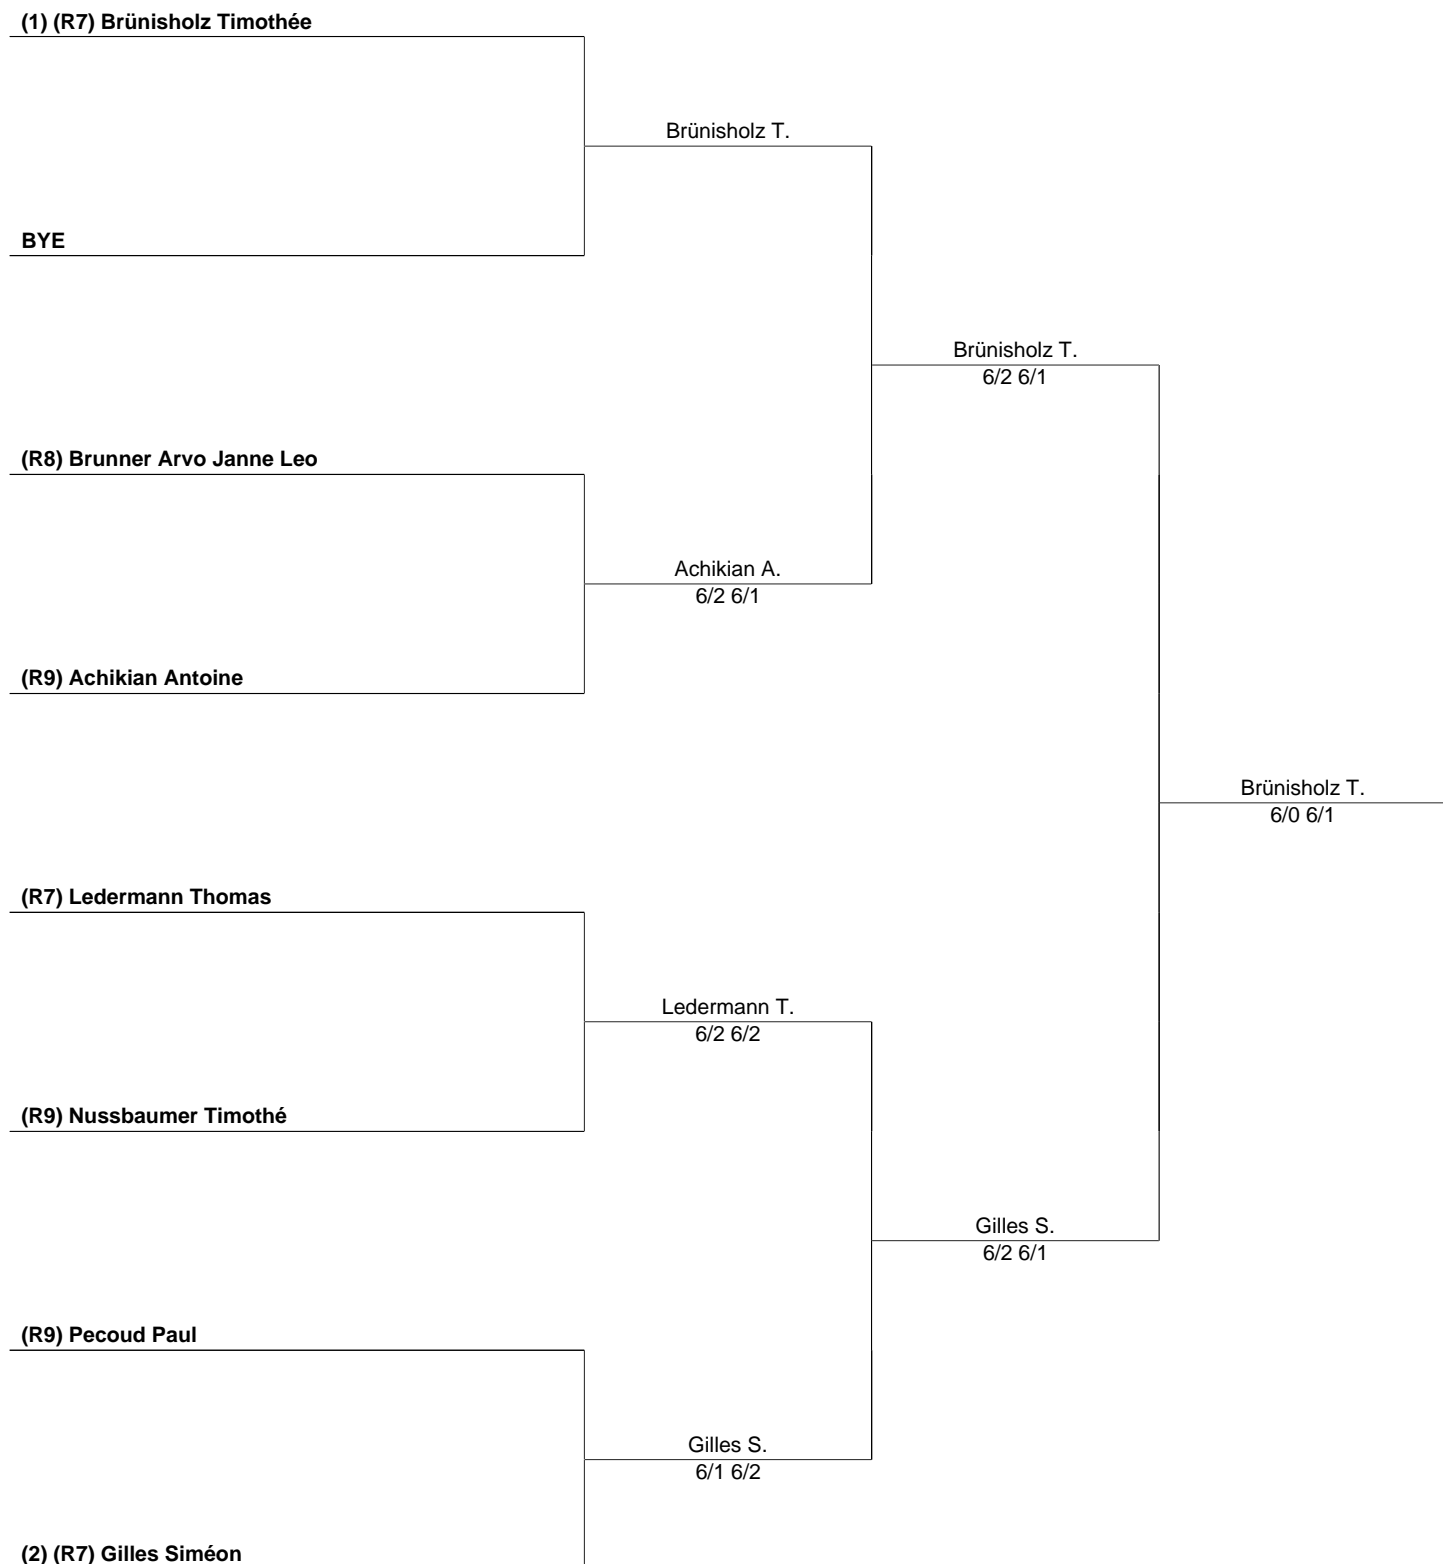 (1) (R7) Brünisholz Timothée
Brünisholz T.
BYE
Brünisholz T.
6/2 6/1
(R8) Brunner Arvo Janne Leo
Achikian A.
6/2 6/1
(R9) Achikian Antoine
Brünisholz T.
6/0 6/1
(R7) Ledermann Thomas
Ledermann T.
6/2 6/2
(R9) Nussbaumer Timothé
Gilles S.
6/2 6/1
(R9) Pecoud Paul
Gilles S.
6/1 6/2
(2) (R7) Gilles Siméon